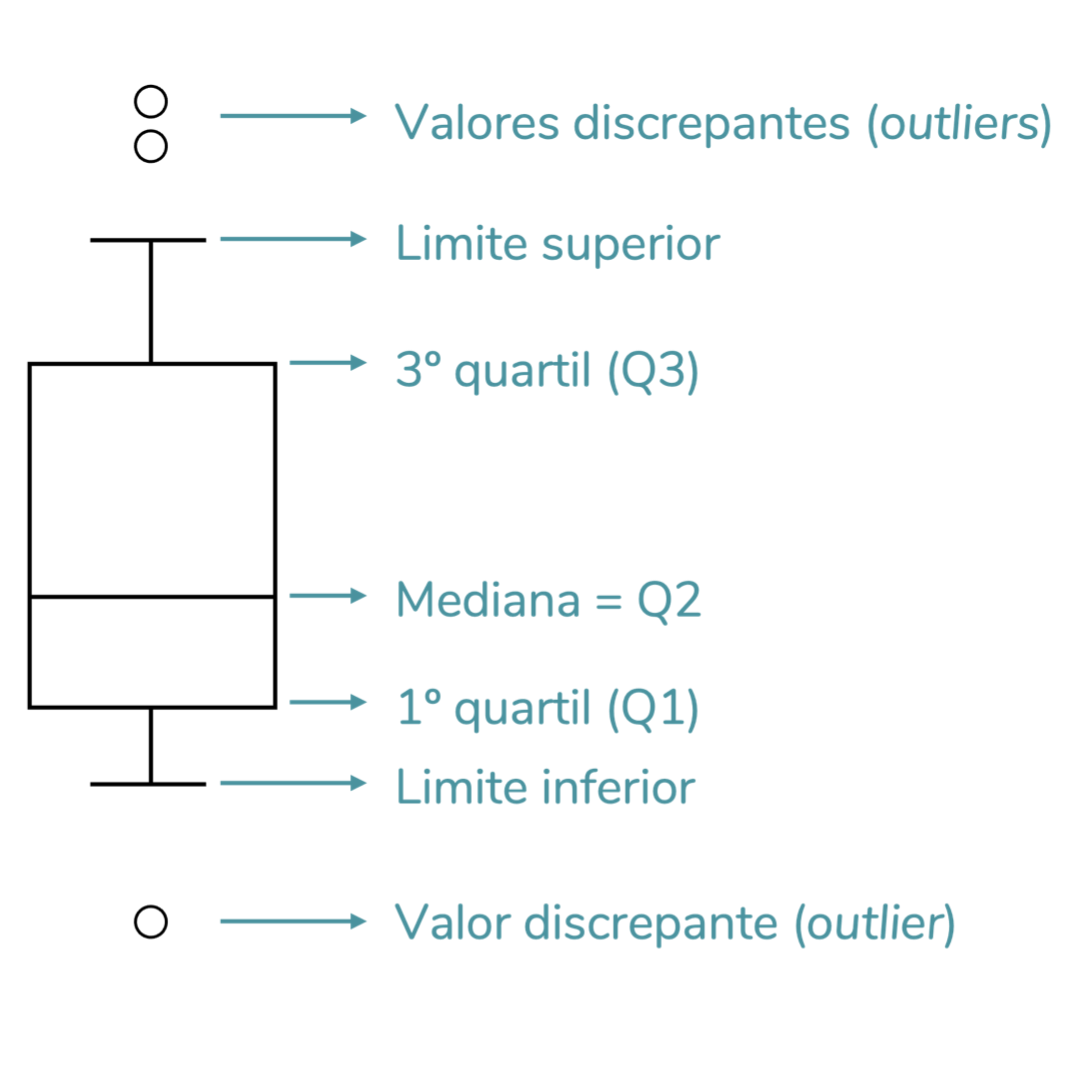 Valores discrepantes (outliers)
Limite superior
3º quartil (Q3)
Mediana = Q2
1º quartil (Q1)
Limite inferior
Valor discrepante (outlier)